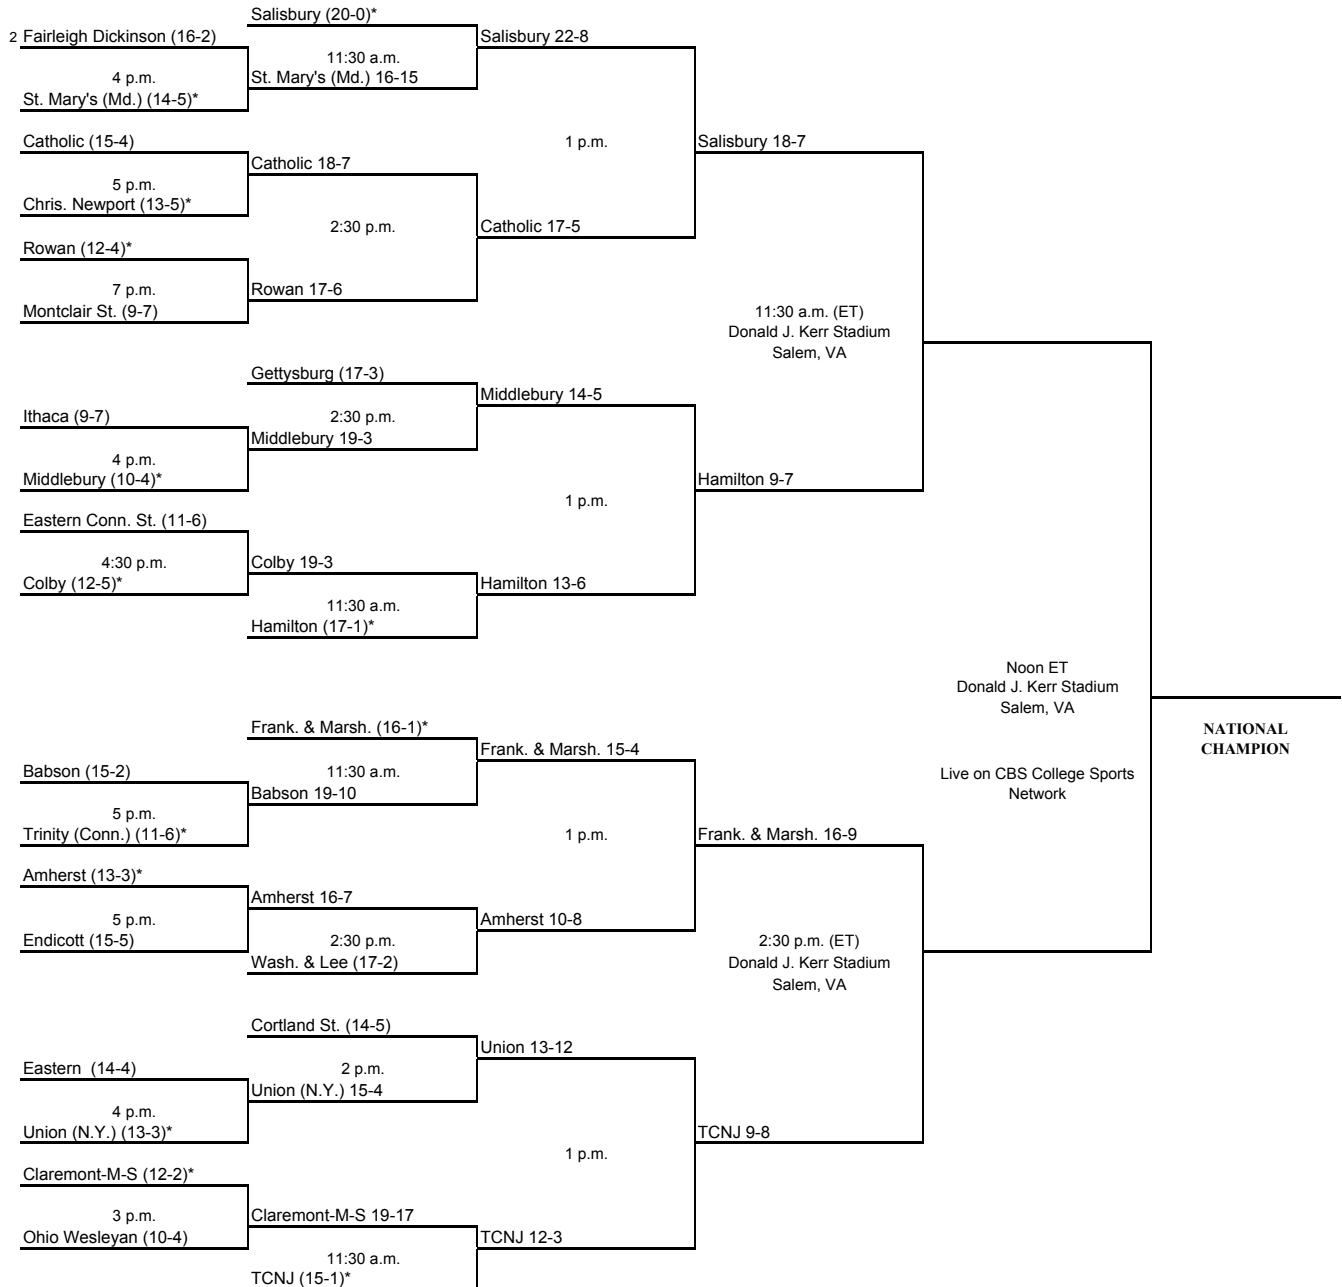 Salisbury (20-0)*
2 Fairleigh Dickinson (16-2)
Salisbury 22-8
11:30 a.m.
4 p.m.
St. Mary's (Md.) 16-15
St. Mary's (Md.) (14-5)*
Catholic (15-4)
1 p.m.
Salisbury 18-7
Catholic 18-7
5 p.m.
Chris. Newport (13-5)*
2:30 p.m.
Catholic 17-5
Rowan (12-4)*
7 p.m.
Rowan 17-6
Montclair St. (9-7)
11:30 a.m. (ET)
Donald J. Kerr Stadium
Salem, VA
Gettysburg (17-3)
Middlebury 14-5
Ithaca (9-7)
2:30 p.m.
Middlebury 19-3
4 p.m.
Middlebury (10-4)*
Hamilton 9-7
1 p.m.
Eastern Conn. St. (11-6)
4:30 p.m.
Colby 19-3
Colby (12-5)*
Hamilton 13-6
11:30 a.m.
Hamilton (17-1)*
Noon ET
Donald J. Kerr Stadium
Salem, VA
NATIONAL
CHAMPION
Live on CBS College Sports
Network
Frank. & Marsh. (16-1)*
Frank. & Marsh. 15-4
Babson (15-2)
11:30 a.m.
Babson 19-10
5 p.m.
Trinity (Conn.) (11-6)*
1 p.m.
Frank. & Marsh. 16-9
Amherst (13-3)*
Amherst 16-7
5 p.m.
Amherst 10-8
Endicott (15-5)
2:30 p.m.
Wash. & Lee (17-2)
2:30 p.m. (ET)
Donald J. Kerr Stadium
Salem, VA
Cortland St. (14-5)
Union 13-12
Eastern  (14-4)
2 p.m.
Union (N.Y.) 15-4
4 p.m.
Union (N.Y.) (13-3)*
TCNJ 9-8
1 p.m.
Claremont-M-S (12-2)*
3 p.m.
Claremont-M-S 19-17
Ohio Wesleyan (10-4)
TCNJ 12-3
11:30 a.m.
TCNJ (15-1)*